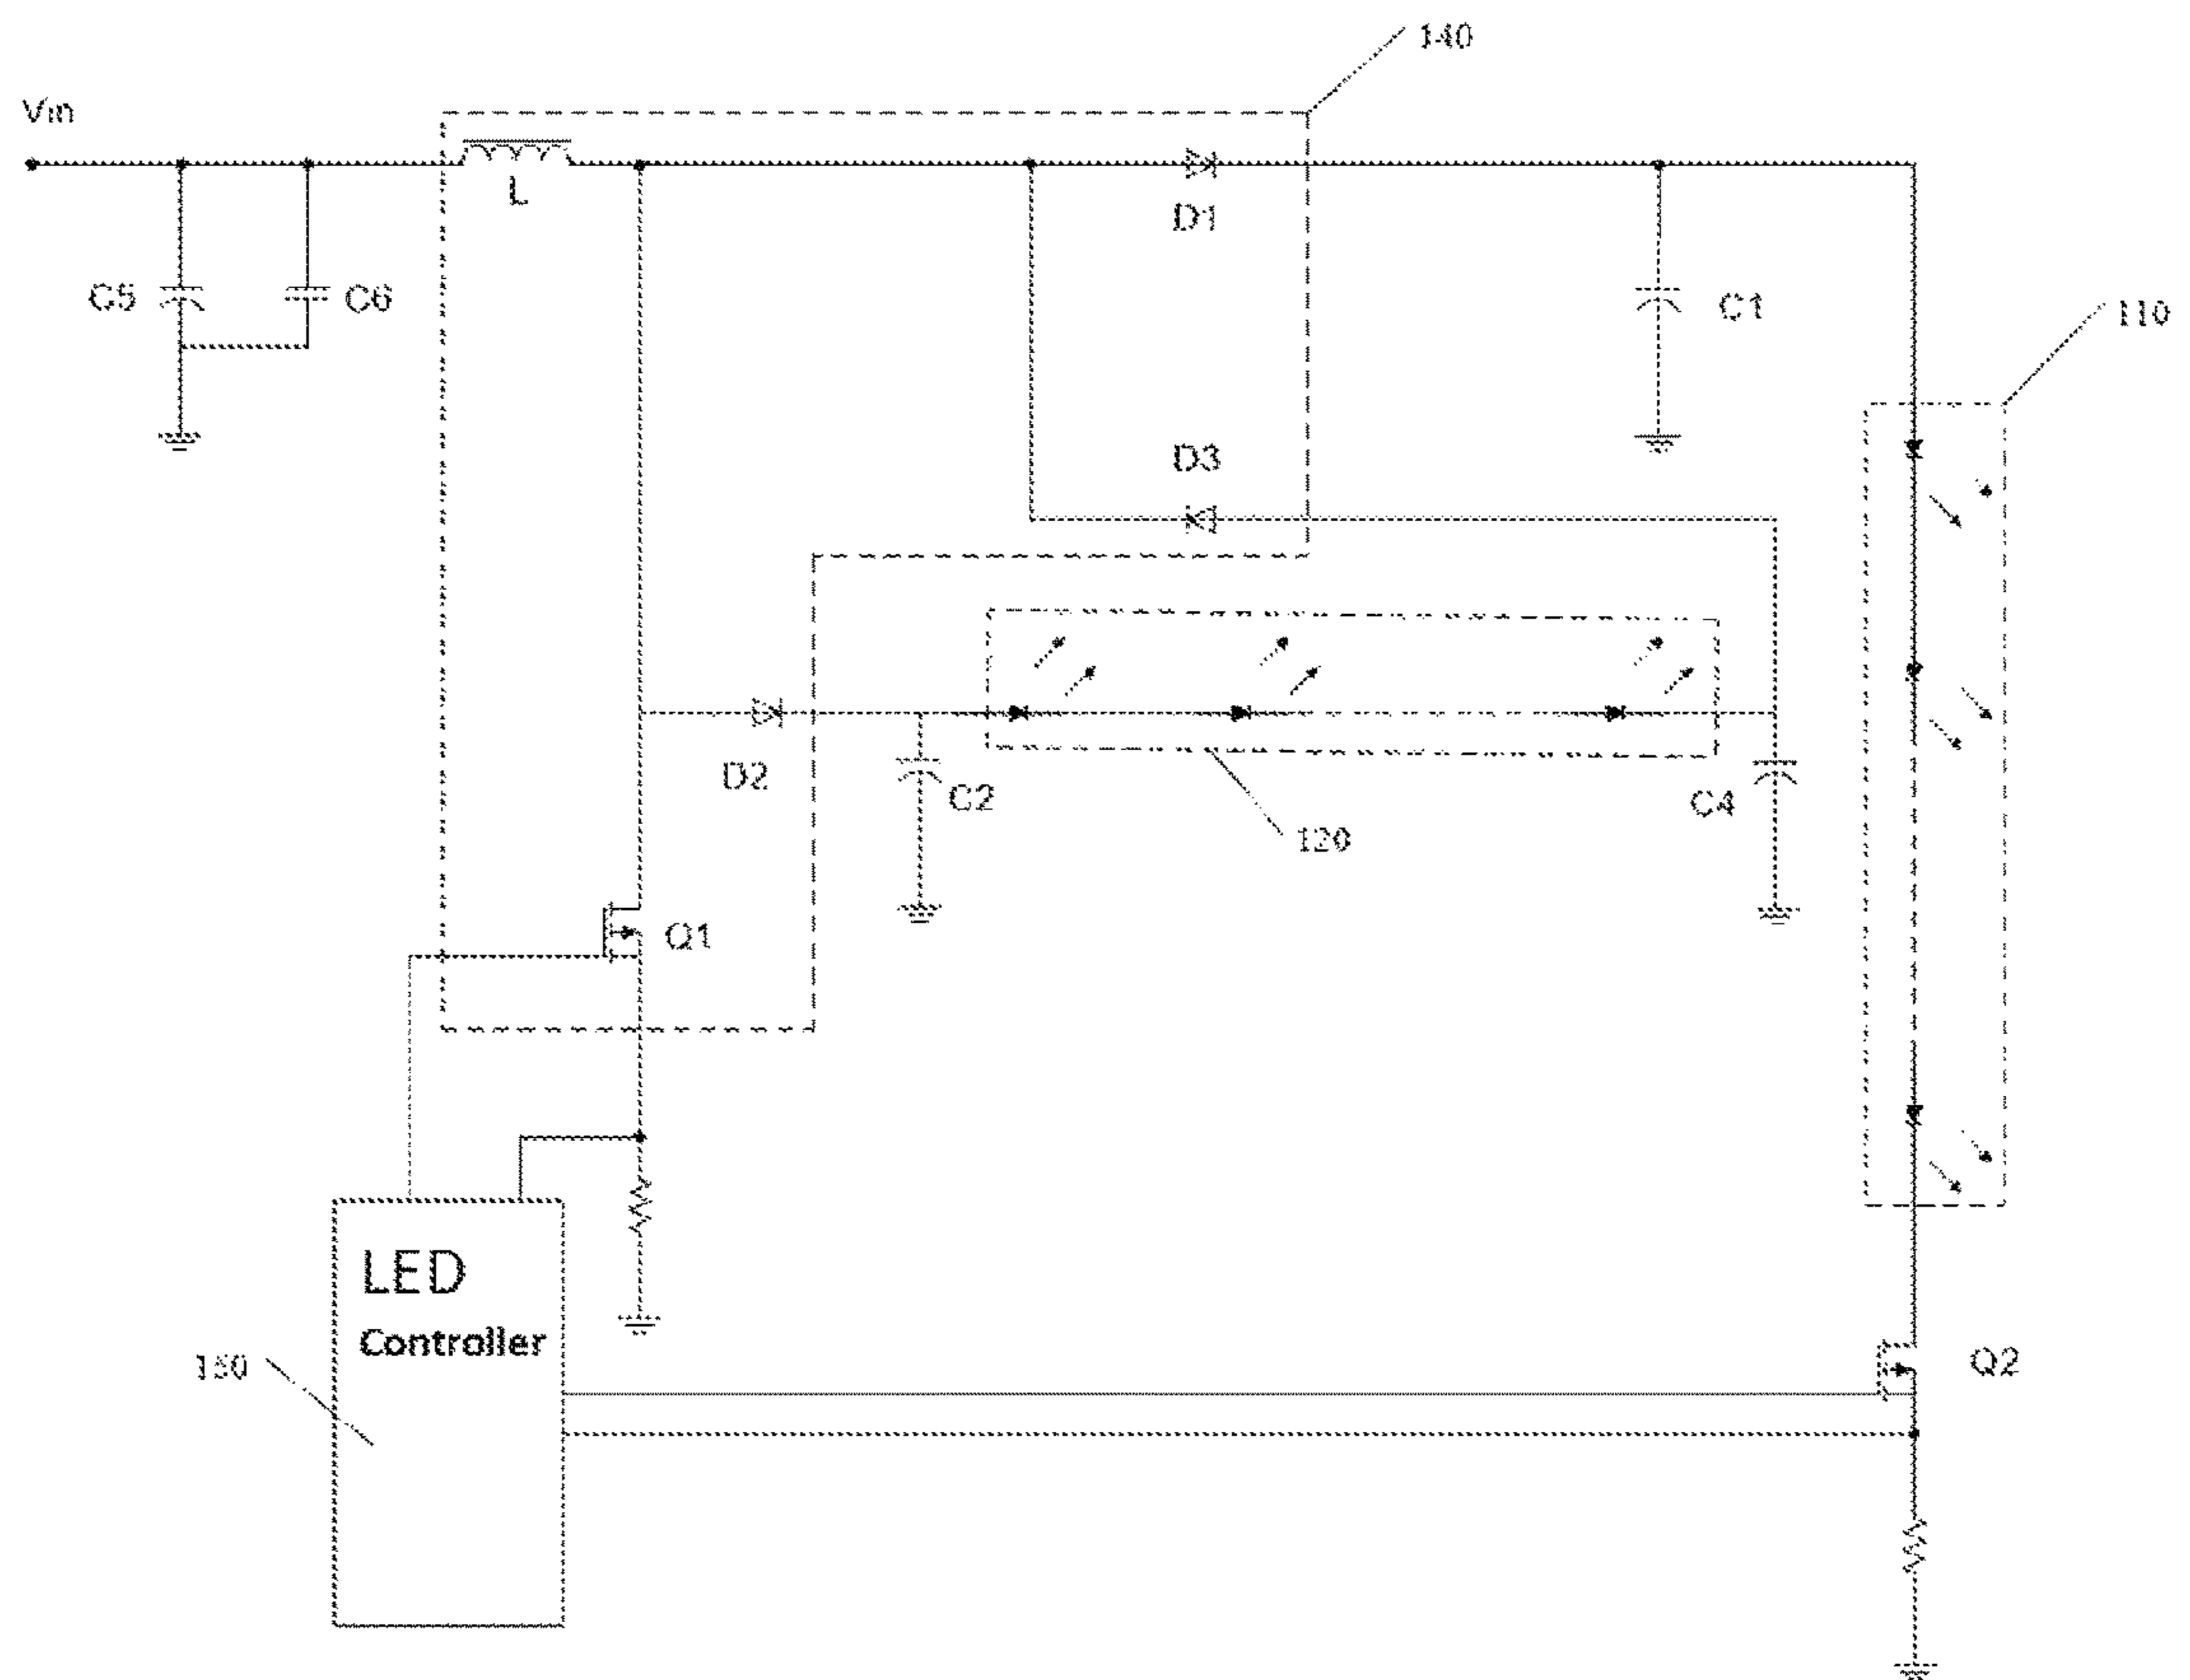 140
Vin
L
D1
C5
C6
C1
110
D3
D2
C2
C4
120
Q1
LED
Controller
150
Q2